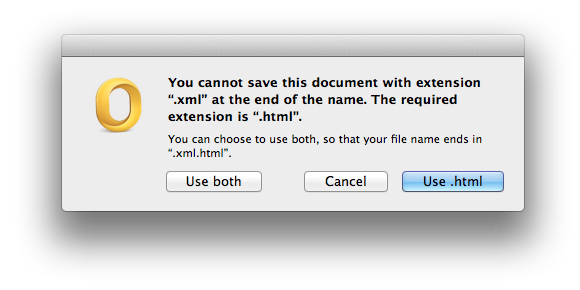 You cannot save this document with extension
“.xml” at the end of the name. The required
extension is “.html”.
You can choose to use both, so that your file name ends in
“.xml.html”.
Use both Cancel Use .html